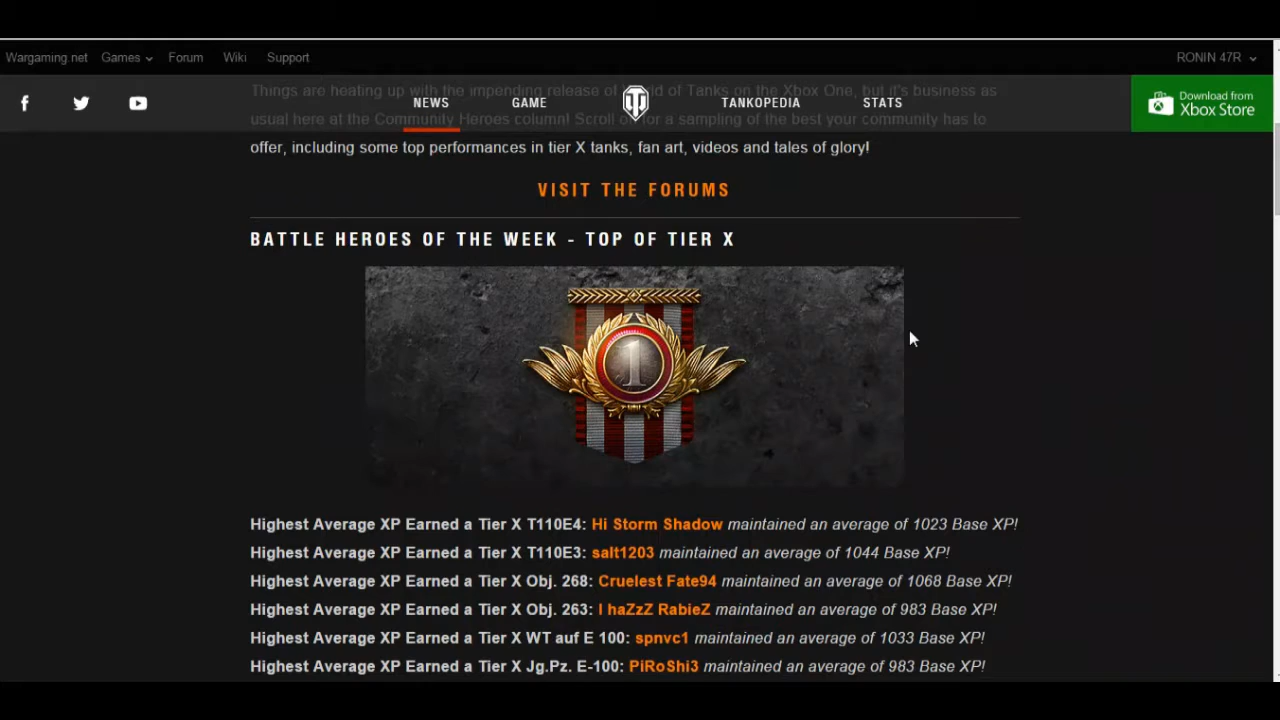 Wargaming.net Games Forum Wiki Support RONIN 47R
Things are heating up with the impending release of World of Tanks on the Xbox One, but it's business as
NEWS GAME TANKOPEDIA STATS
Download from
Xbox Store
usual here at the Community Heroes column! Scroll on for a sampling of the best your community has to
offer, including some top performances in tier X tanks, fan art, videos and tales of glory!
VISIT THE FORUMS
BATTLE HEROES OF THE WEEK - TOP OF TIER X
1
Highest Average XP Earned a Tier X T110E4: Hi Storm Shadow maintained an average of 1023 Base XP!
Highest Average XP Earned a Tier X T110E3: salt1203 maintained an average of 1044 Base XP!
Highest Average XP Earned a Tier X Obj. 268: Cruelest Fate94 maintained an average of 1068 Base XP!
Highest Average XP Earned a Tier X Obj. 263: I haZzZ RabieZ maintained an average of 983 Base XP!
Highest Average XP Earned a Tier X WT auf E 100: spnvc1 maintained an average of 1033 Base XP!
Highest Average XP Earned a Tier X Jg.Pz. E-100: PiRoShi3 maintained an average of 983 Base XP!